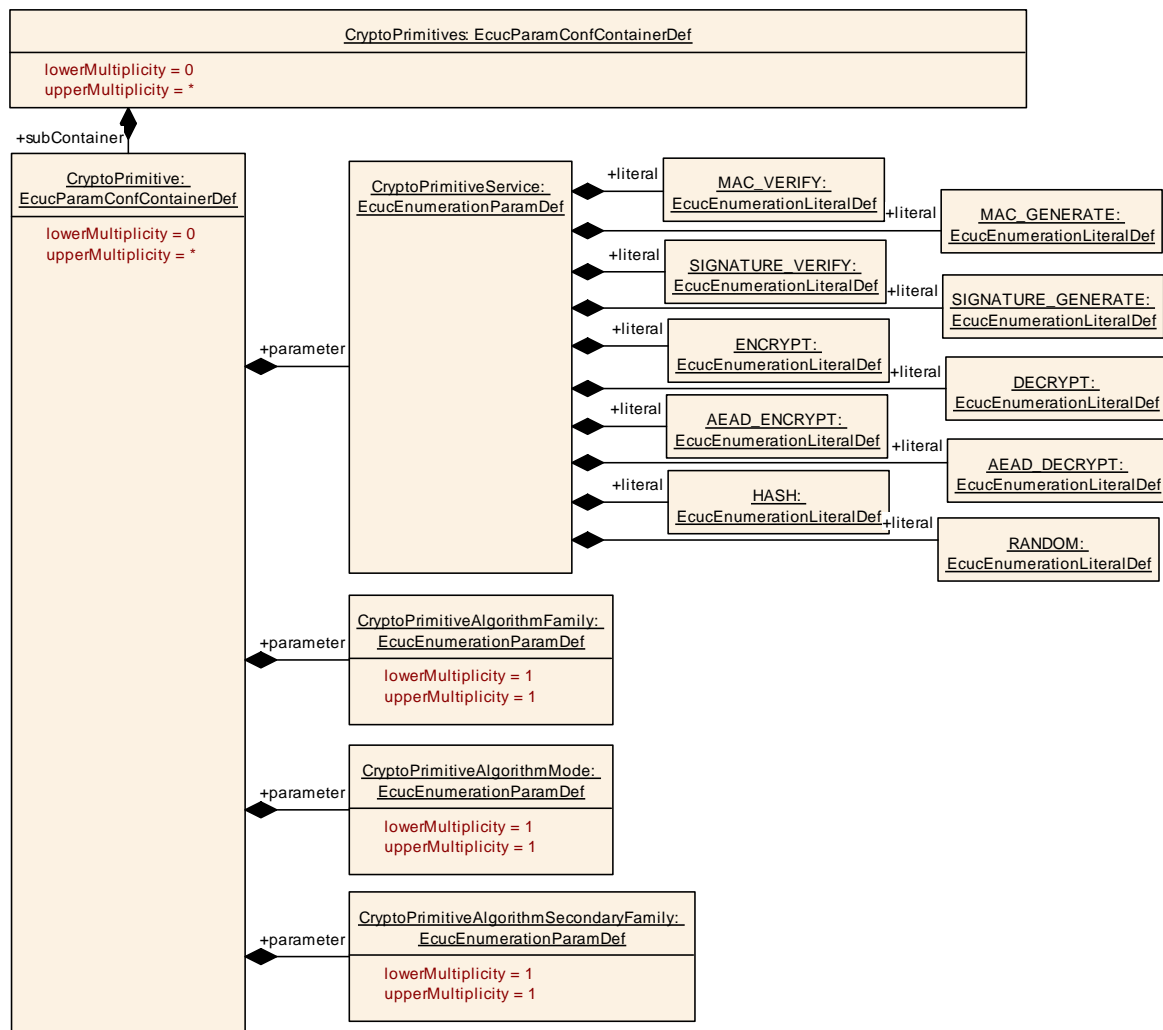 CryptoPrimitives: EcucParamConfContainerDef
lowerMultiplicity = 0
upperMultiplicity = *
+subContainer
CryptoPrimitive:
EcucParamConfContainerDef
lowerMultiplicity = 0
upperMultiplicity = *
+parameter
CryptoPrimitiveService:
EcucEnumerationParamDef
+literal
MAC_VERIFY:
EcucEnumerationLiteralDef
+literal
MAC_GENERATE:
EcucEnumerationLiteralDef
+literal
SIGNATURE_VERIFY:
EcucEnumerationLiteralDef
+literal
SIGNATURE_GENERATE:
EcucEnumerationLiteralDef
+literal
ENCRYPT:
EcucEnumerationLiteralDef
+literal
DECRYPT:
EcucEnumerationLiteralDef
+literal
AEAD_ENCRYPT:
EcucEnumerationLiteralDef
+literal
AEAD_DECRYPT:
EcucEnumerationLiteralDef
+literal
HASH:
EcucEnumerationLiteralDef
+literal
RANDOM:
EcucEnumerationLiteralDef
+parameter
CryptoPrimitiveAlgorithmFamily:
EcucEnumerationParamDef
lowerMultiplicity = 1
upperMultiplicity = 1
+parameter
CryptoPrimitiveAlgorithmMode:
EcucEnumerationParamDef
lowerMultiplicity = 1
upperMultiplicity = 1
+parameter
CryptoPrimitiveAlgorithmSecondaryFamily:
EcucEnumerationParamDef
lowerMultiplicity = 1
upperMultiplicity = 1